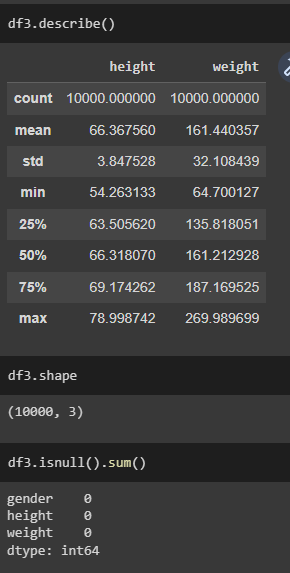 df3.describe()
height weight
count 10000.000000 10000.000000
mean 66.367560 161.440357
std 3.847528 32.108439
min 54.263133 64.700127
25% 63.505620 135.818051
50% 66.318070 161.212928
75% 69.174262 187.169525
max 78.998742 269.989699
df3.shape
(10000, 3)
df3.isnull().sum()
gender 0
height 0
weight 0
dtype: int64